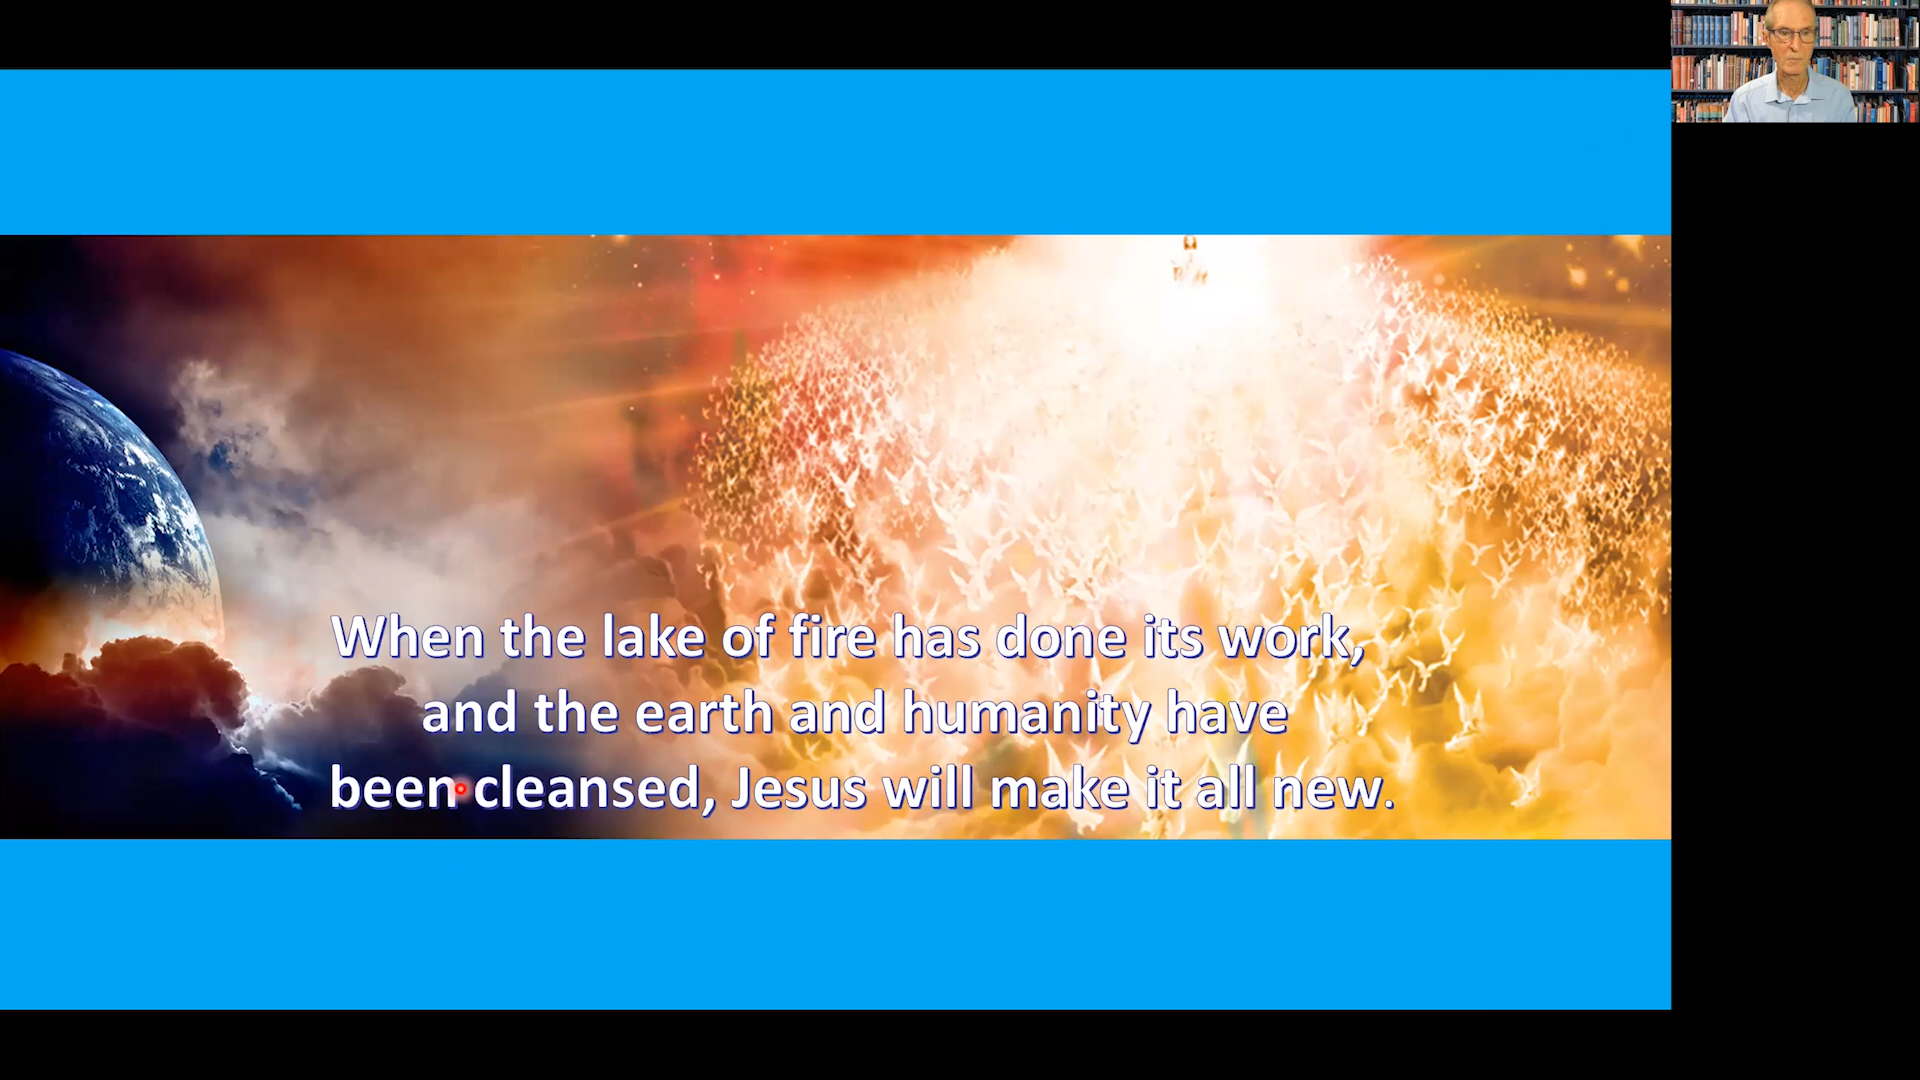 When the lake of fire has done its work,
and the earth and humanity have
been cleansed, Jesus will make it all new.